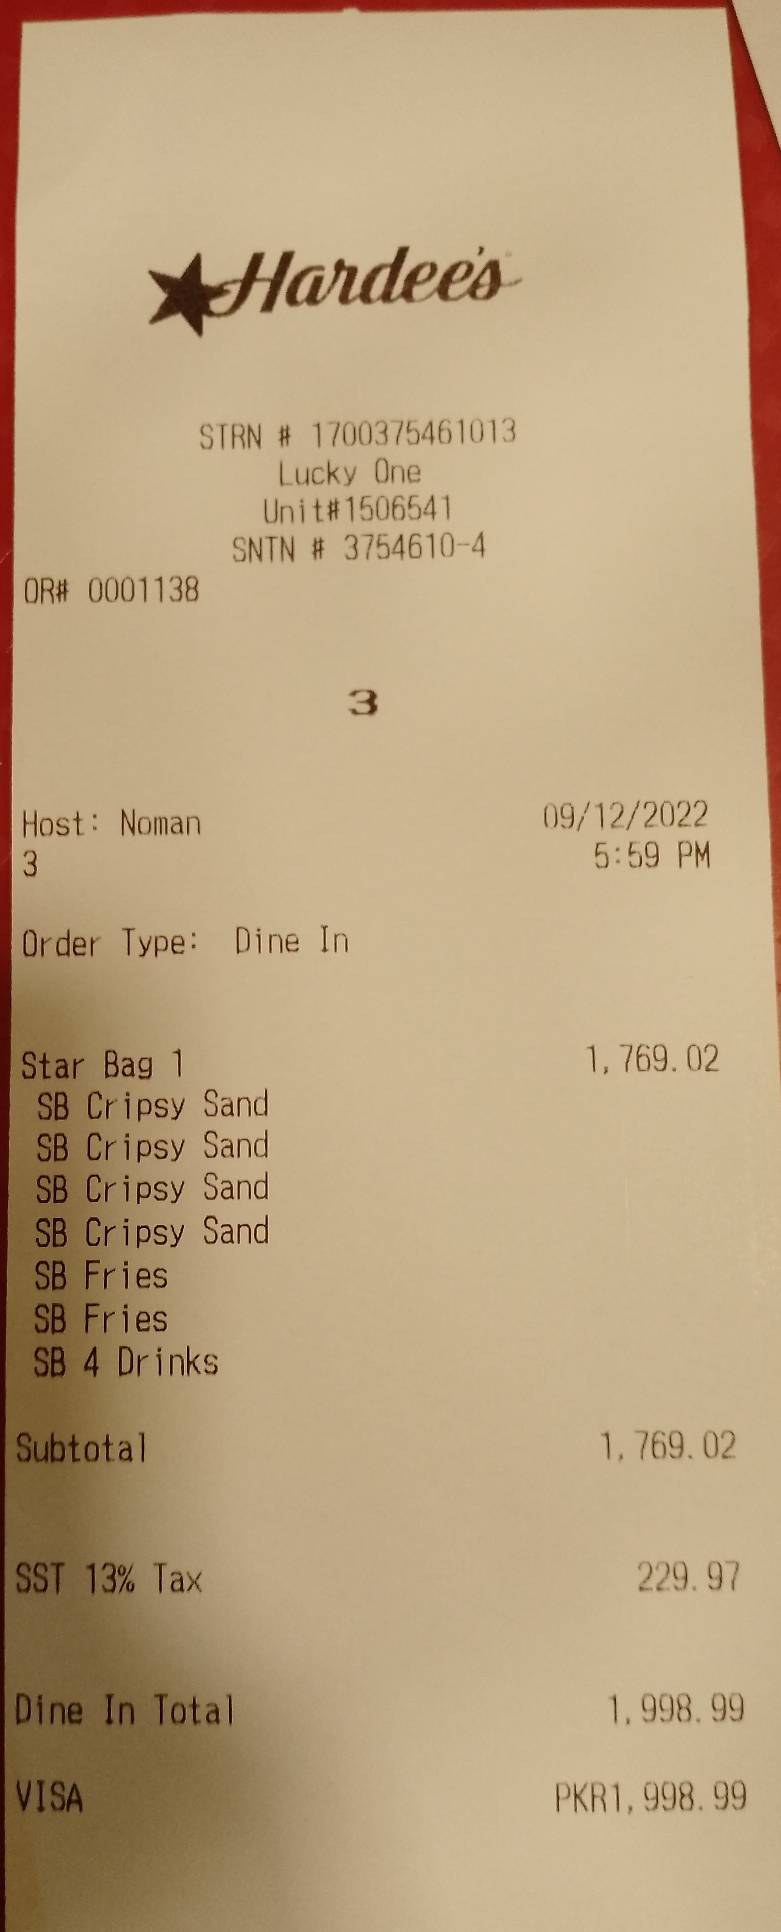 Hardee's
STRN # 1700375461013
Lucky One
Unit#1506541
SNTN # 3754610-4
OR# 0001138
3
Host: Noman 09/12/2022
3 5:59 PM
Order Type: Dine In
Star Bag 1 1,769.02
SB Cripsy Sand
SB Cripsy Sand
SB Cripsy Sand
SB Cripsy Sand
SB Fries
SB Fries
SB 4 Drinks
Subtotal 1,769.02
SST 13% Tax 229.97
Dine In Total 1,998.99
VISA PKR1,998.99